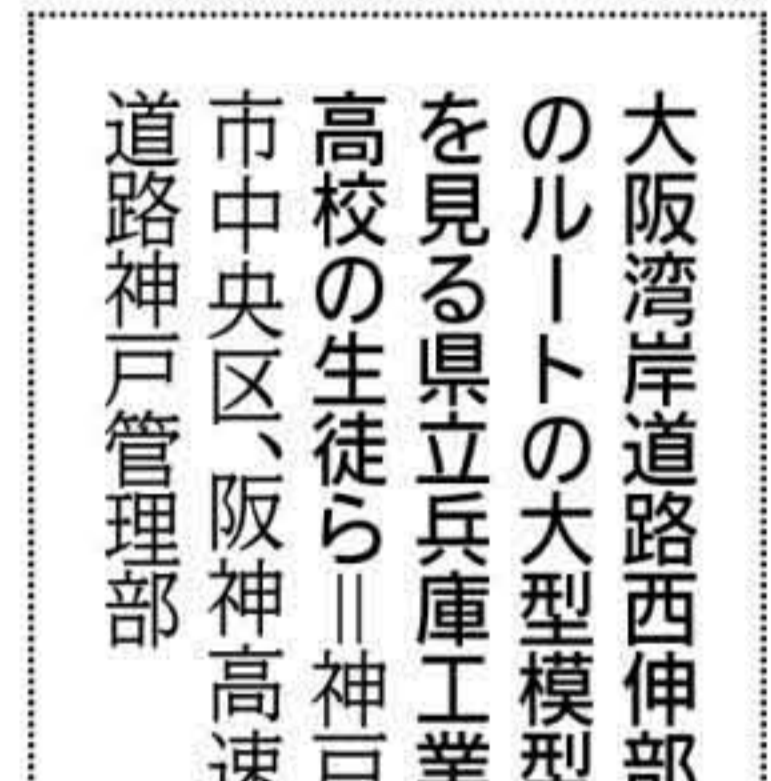 大阪湾岸道路西伸部
のルートの大型模型
を見る県立兵庫工業
高校の生徒ら＝神戸
市中央区、阪神高速
道路神戸管理部